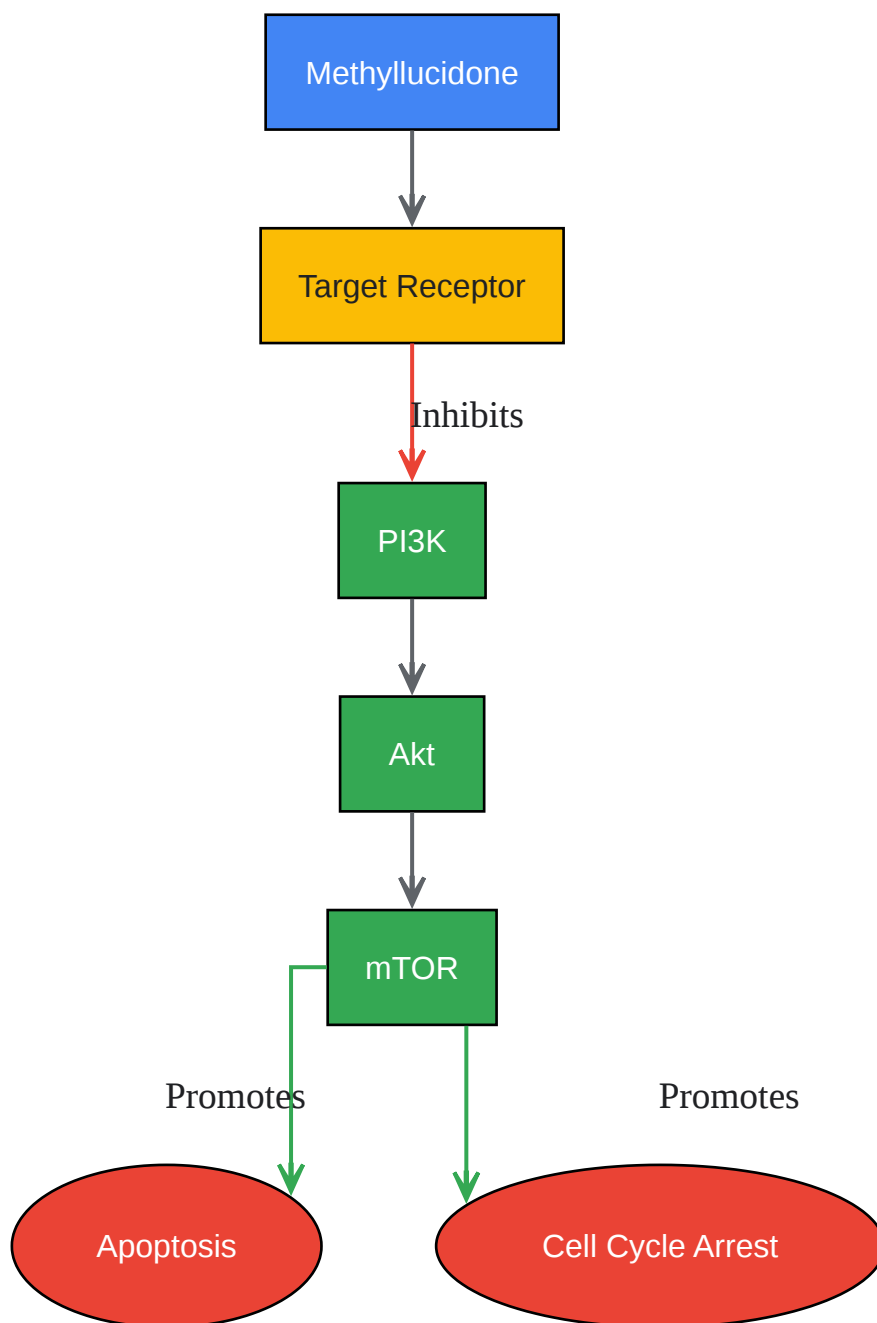 Methyllucidone
Target Receptor
Inhibits
PI3K
Akt
mTOR
Promotes
Promotes
Apoptosis
Cell Cycle Arrest